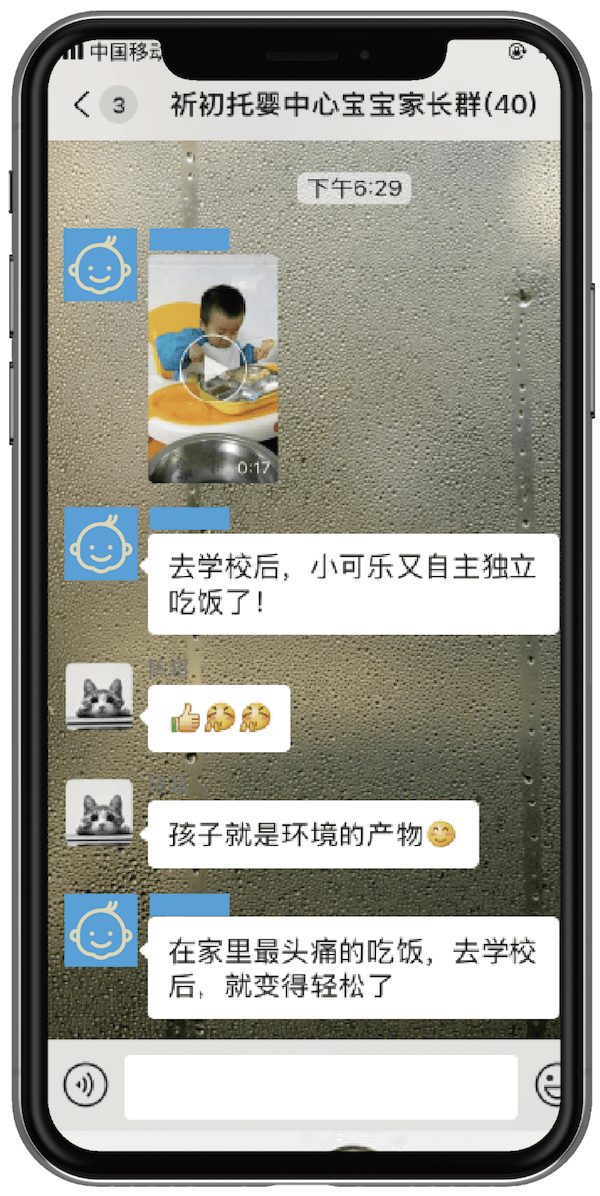 中国移动
3
祈初托婴中心宝宝家长群(40)
下午6:29
0:17
去学校后，小可乐又自主独立
吃饭了！
孩子就是环境的产物
在家里最头痛的吃饭，去学校
后，就变得轻松了